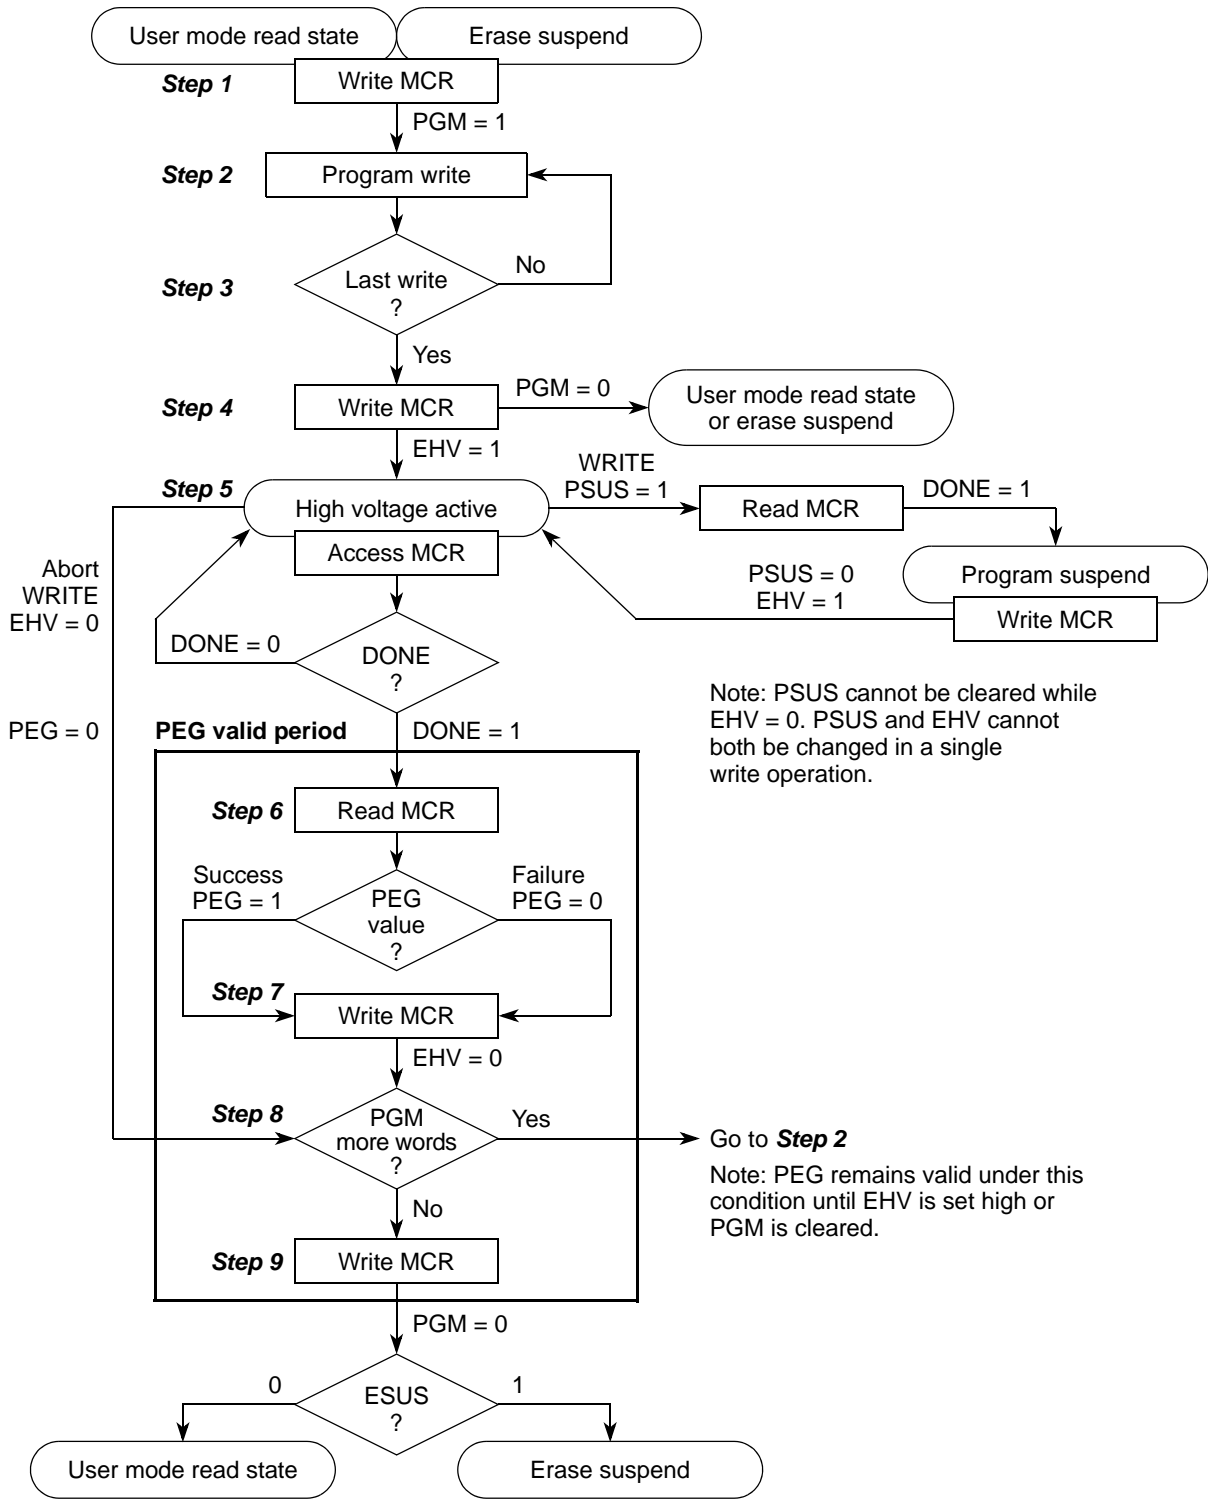 User mode read state
Erase suspend
Step 1
Write MCR
PGM = 1
Step 2
Program write
Step 3
Last write
?
No
Yes
Step 4
Write MCR
PGM = 0
User mode read state
or erase suspend
EHV = 1
Step 5
High voltage active
WRITE
PSUS = 1
Read MCR
DONE = 1
Access MCR
Program suspend
Write MCR
PSUS = 0
EHV = 1
Abort
WRITE
EHV = 0
DONE = 0
DONE
?
Note: PSUS cannot be cleared while
EHV = 0. PSUS and EHV cannot
both be changed in a single
write operation.
PEG = 0
PEG valid period
DONE = 1
Step 6
Read MCR
Success
PEG = 1
PEG
value
?
Failure
PEG = 0
Step 7
Write MCR
EHV = 0
Step 8
PGM
more words
?
Yes
Go to Step 2
Note: PEG remains valid under this
condition until EHV is set high or
PGM is cleared.
No
Step 9
Write MCR
PGM = 0
0
ESUS
?
1
User mode read state
Erase suspend